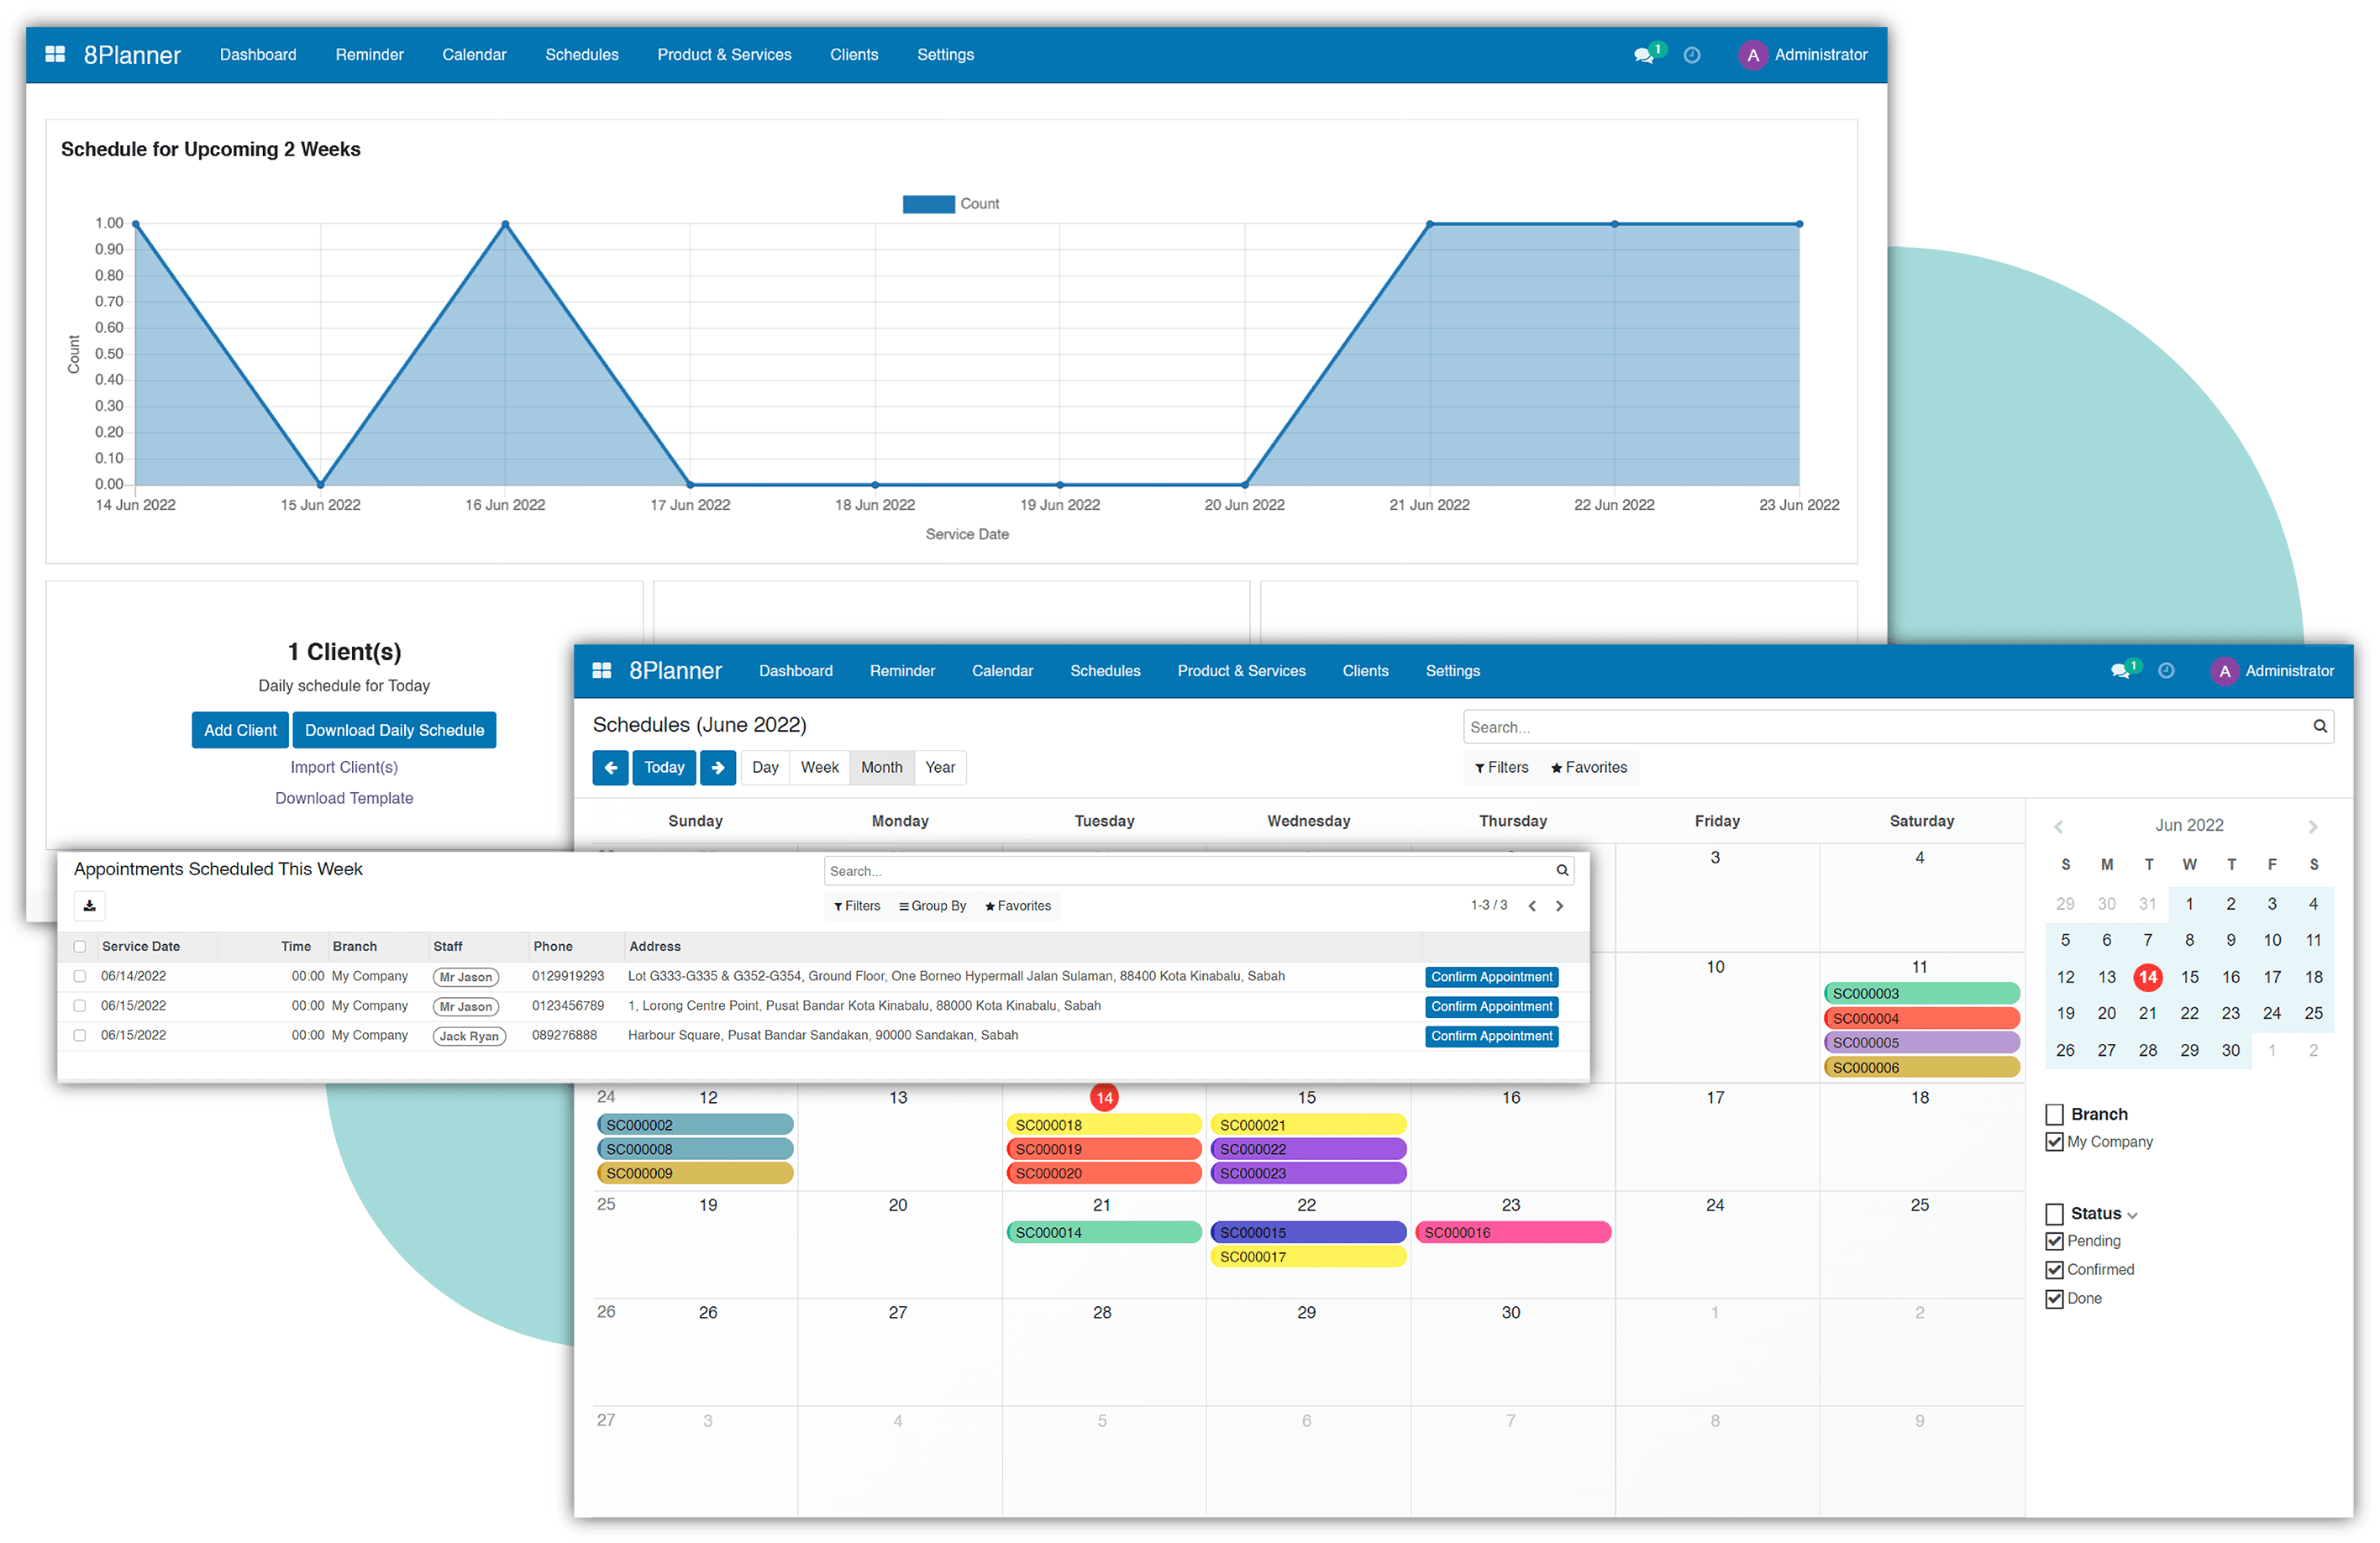 8Planner Dashboard Reminder Calendar Schedules Product & Services Clients Settings 1 A Administrator
Schedule for Upcoming 2 Weeks
Count
1.00
0.90
0.80
0.70
0.60
0.50
0.40
0.30
0.20
0.10
0.00
Count
14 Jun 2022 15 Jun 2022 16 Jun 2022 17 Jun 2022 18 Jun 2022 19 Jun 2022 20 Jun 2022 21 Jun 2022 22 Jun 2022 23 Jun 2022
Service Date
1 Client(s)
Daily schedule for Today
Add Client Download Daily Schedule
Import Client(s)
Download Template
8Planner Dashboard Reminder Calendar Schedules Product & Services Clients Settings 1 A Administrator
Schedules (June 2022) Search...
Today Day Week Month Year Filters Favorites
Sunday Monday Tuesday Wednesday Thursday Friday Saturday
3 4
Appointments Scheduled This Week Search...
Filters Group By Favorites 1-3 / 3
Service Date Time Branch Staff Phone Address
06/14/2022 00:00 My Company Mr Jason 0129919293 Lot G333-G335 & G352-G354, Ground Floor, One Borneo Hypermall Jalan Sulaman, 88400 Kota Kinabalu, Sabah Confirm Appointment
06/15/2022 00:00 My Company Mr Jason 0123456789 1, Lorong Centre Point, Pusat Bandar Kota Kinabalu, 88000 Kota Kinabalu, Sabah Confirm Appointment
06/15/2022 00:00 My Company Jack Ryan 089276888 Harbour Square, Pusat Bandar Sandakan, 90000 Sandakan, Sabah Confirm Appointment
10 11
SC000003
SC000004
SC000005
SC000006
24 12 13 14 15 16 17 18
SC000002 SC000018 SC000021
SC000008 SC000019 SC000022
SC000009 SC000020 SC000023
25 19 20 21 22 23 24 25
SC000014 SC000015 SC000016
SC000017
26 26 27 28 29 30 1 2
27 3 4 5 6 7 8 9
Jun 2022
S M T W T F S
29 30 31 1 2 3 4
5 6 7 8 9 10 11
12 13 14 15 16 17 18
19 20 21 22 23 24 25
26 27 28 29 30 1 2
Branch
My Company
Status
Pending
Confirmed
Done